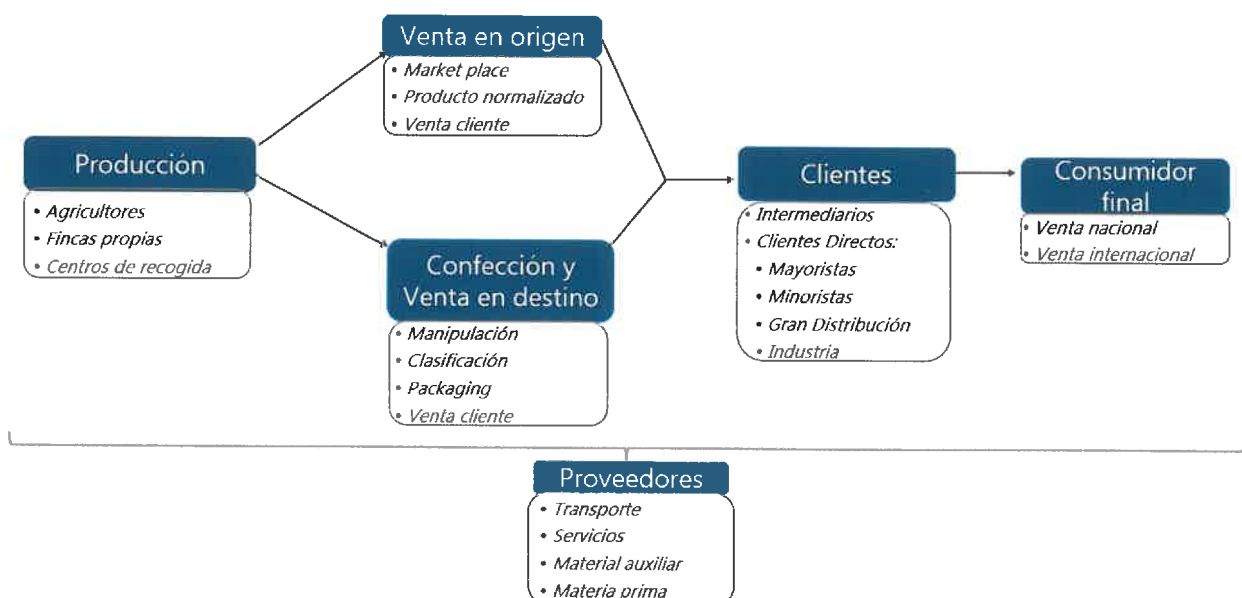 Venta en origen
• Market place
• Producto normalizado
• Venta cliente
Producción
• Agricultores
• Fincas propias
• Centros de recogida
Confección y
Venta en destino
• Manipulación
• Clasificación
• Packaging
• Venta cliente
Clientes
• Intermediarios
• Clientes Directos:
• Mayoristas
• Minoristas
• Gran Distribución
• Industria
Consumidor
final
• Venta nacional
• Venta internacional
Proveedores
• Transporte
• Servicios
• Material auxiliar
• Materia prima